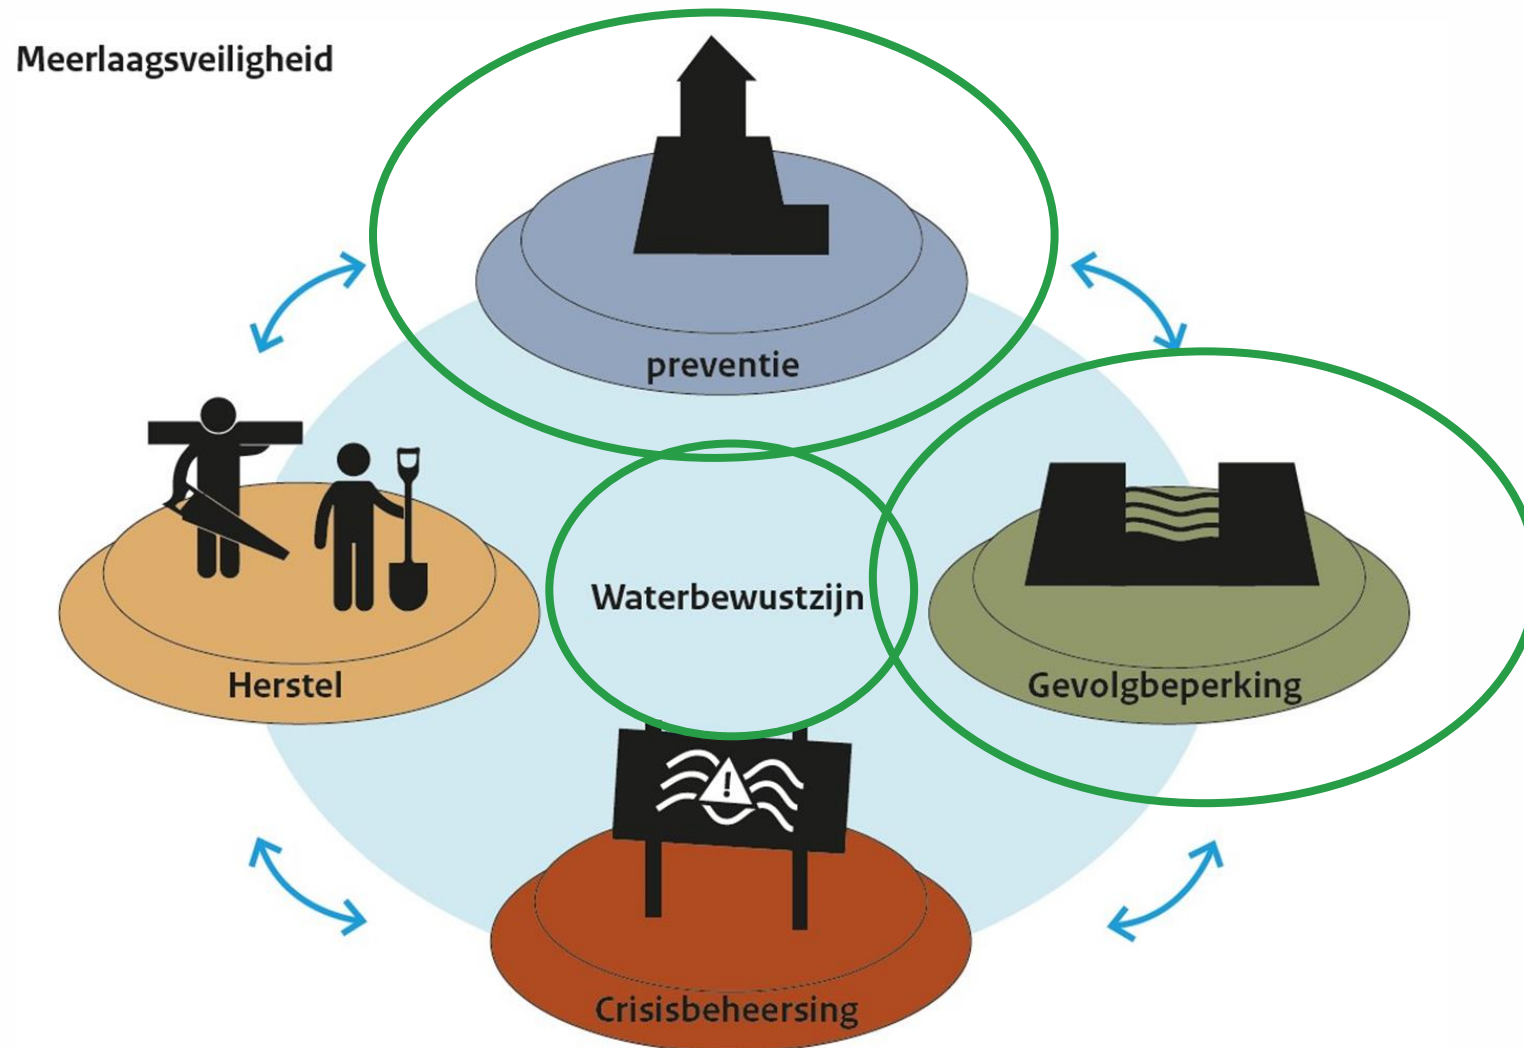 Meerlaagsveiligheid
preventie
Waterbewustzijn
Herstel
Gevolgbeperking
!
Crisisbeheersing